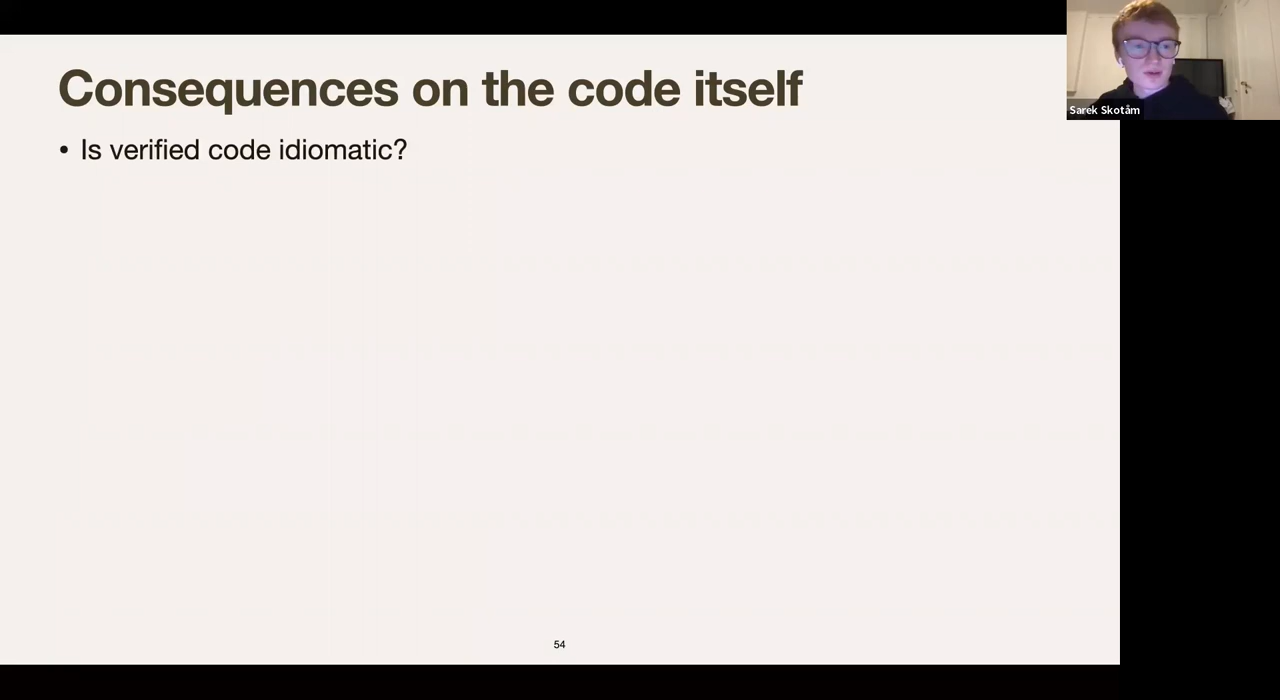 Consequences on the code itself
• Is verified code idiomatic?
Sarek Skotåm
54